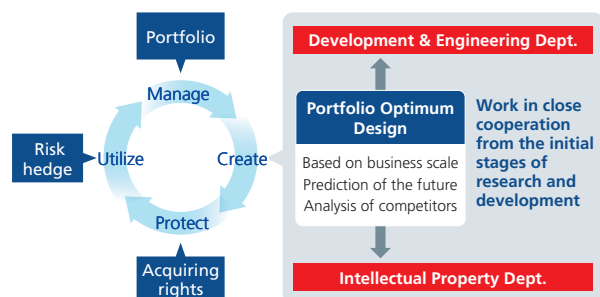 Portfolio
Manage
Risk
hedge
Utilize
Create
Protect
Acquiring
rights
Development & Engineering Dept.
Portfolio Optimum
Design
Based on business scale
Prediction of the future
Analysis of competitors
Work in close
cooperation
from the initial
stages of
research and
development
Intellectual Property Dept.